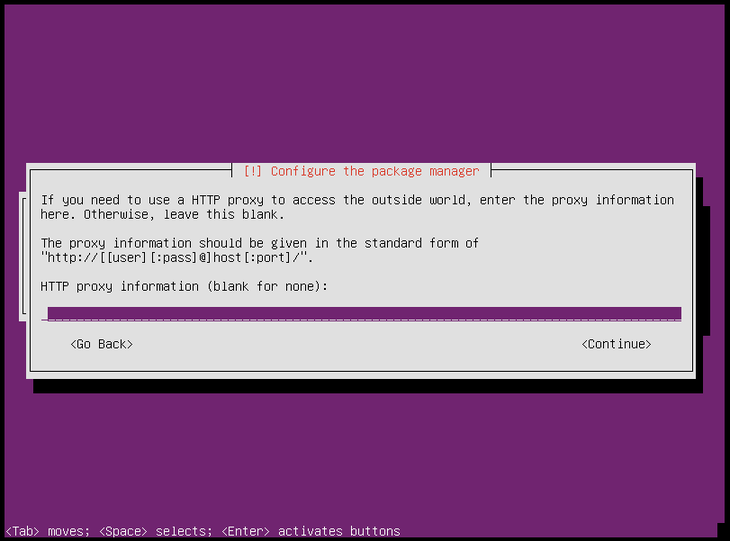 [!] Configure the package manager
If you need to use a HTTP proxy to access the outside world, enter the proxy information
here. Otherwise, leave this blank.
The proxy information should be given in the standard form of
"http://[[user][:pass]@]host[:port]/".
HTTP proxy information (blank for none):
<Go Back> <Continue>
<Tab> moves; <Space> selects; <Enter> activates buttons